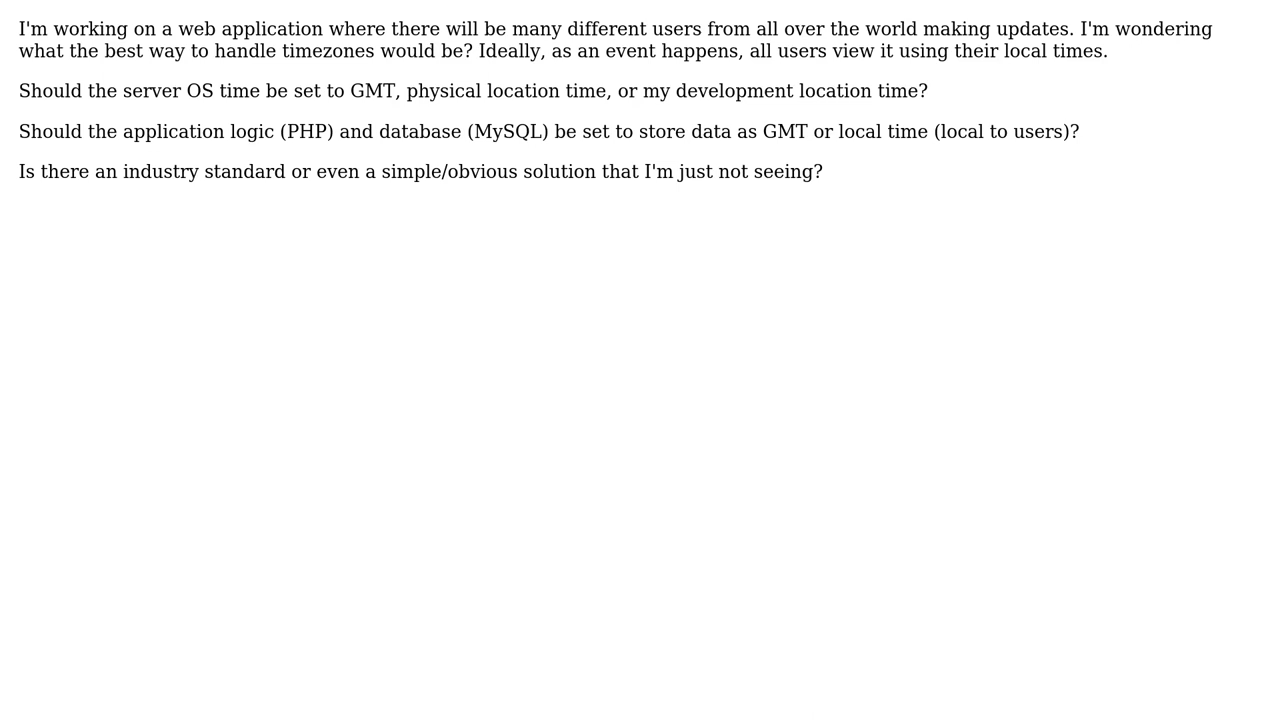 I'm working on a web application where there will be many different users from all over the world making updates. I'm wondering
what the best way to handle timezones would be? Ideally, as an event happens, all users view it using their local times.
Should the server OS time be set to GMT, physical location time, or my development location time?
Should the application logic (PHP) and database (MySQL) be set to store data as GMT or local time (local to users)?
Is there an industry standard or even a simple/obvious solution that I'm just not seeing?